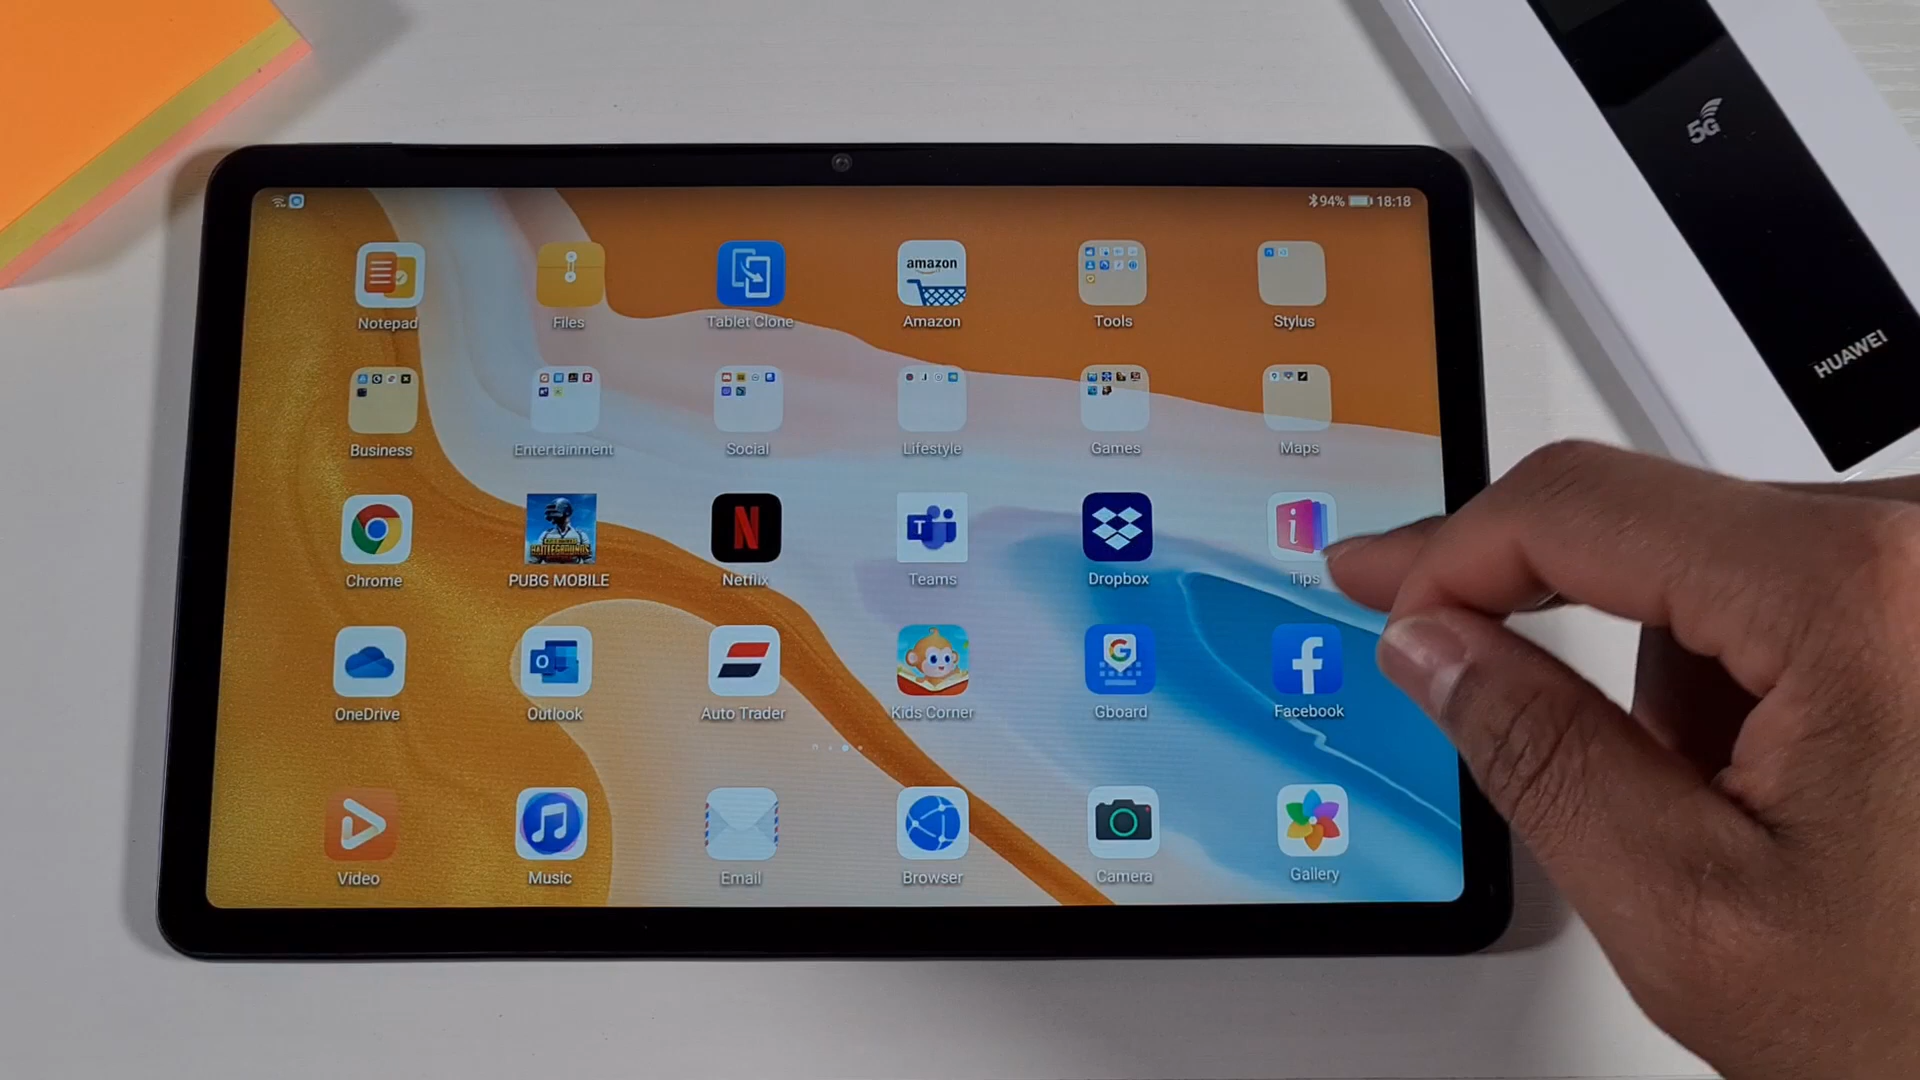 94% 18:18
5G
HUAWEI
amazon
Notepad Files Tablet Clone Amazon Tools Stylus
Business Entertainment Social Lifestyle Games Maps
N T i
Chrome PUBG MOBILE Netflix Teams Dropbox Tips
O G f
OneDrive Outlook Auto Trader Kids Corner Gboard Facebook
Video Music Email Browser Camera Gallery